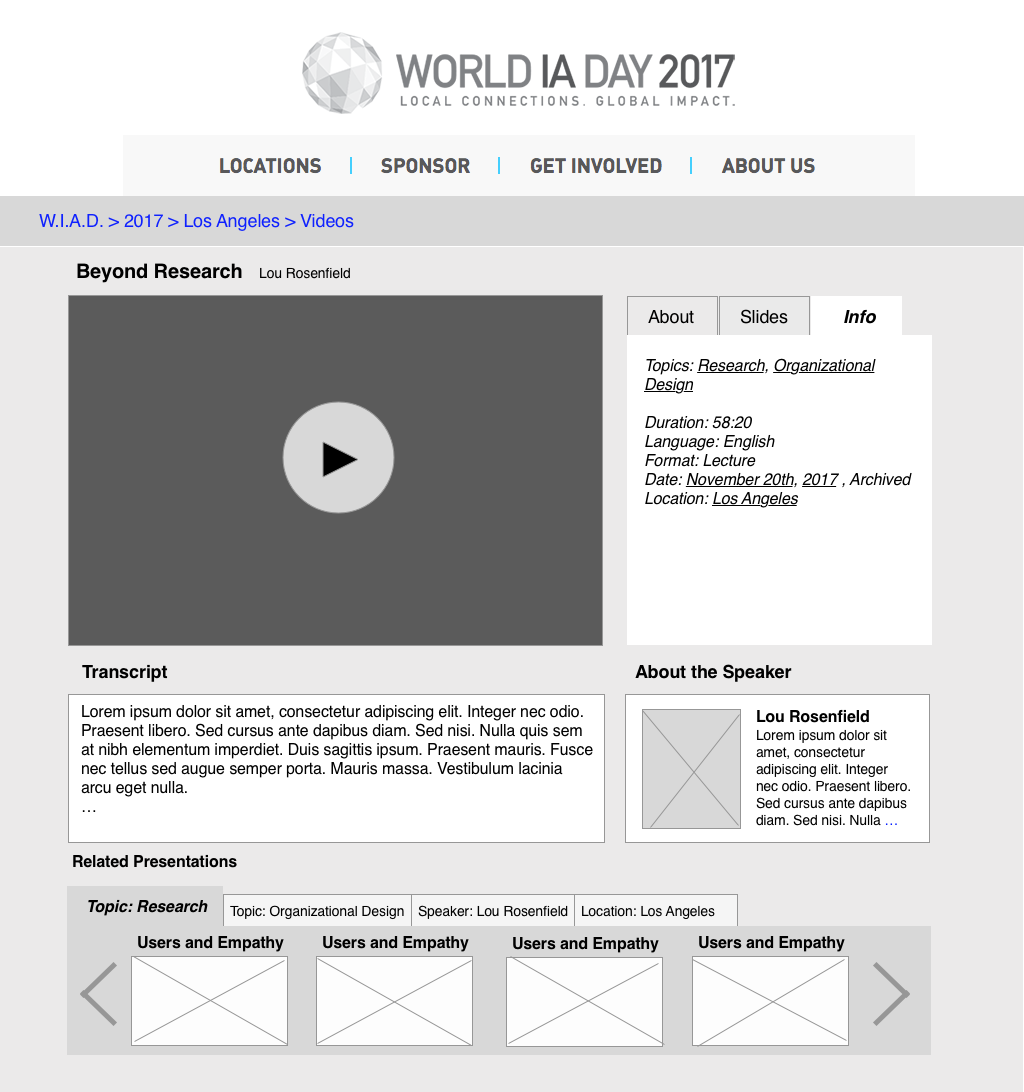 WORLD IA DAY 2017
LOCAL CONNECTIONS. GLOBAL IMPACT.
LOCATIONS | SPONSOR | GET INVOLVED | ABOUT US
W.I.A.D. > 2017 > Los Angeles > Videos
Beyond Research Lou Rosenfield
About Slides Info
Topics: Research, Organizational
Design
Duration: 58:20
Language: English
Format: Lecture
Date: November 20th, 2017 , Archived
Location: Los Angeles
Transcript
Lorem ipsum dolor sit amet, consectetur adipiscing elit. Integer nec odio.
Praesent libero. Sed cursus ante dapibus diam. Sed nisi. Nulla quis sem
at nibh elementum imperdiet. Duis sagittis ipsum. Praesent mauris. Fusce
nec tellus sed augue semper porta. Mauris massa. Vestibulum lacinia
arcu eget nulla.
…
About the Speaker
Lou Rosenfield
Lorem ipsum dolor sit
amet, consectetur
adipiscing elit. Integer
nec odio. Praesent libero.
Sed cursus ante dapibus
diam. Sed nisi. Nulla …
Related Presentations
Topic: Research Topic: Organizational Design Speaker: Lou Rosenfield Location: Los Angeles
Users and Empathy Users and Empathy Users and Empathy Users and Empathy